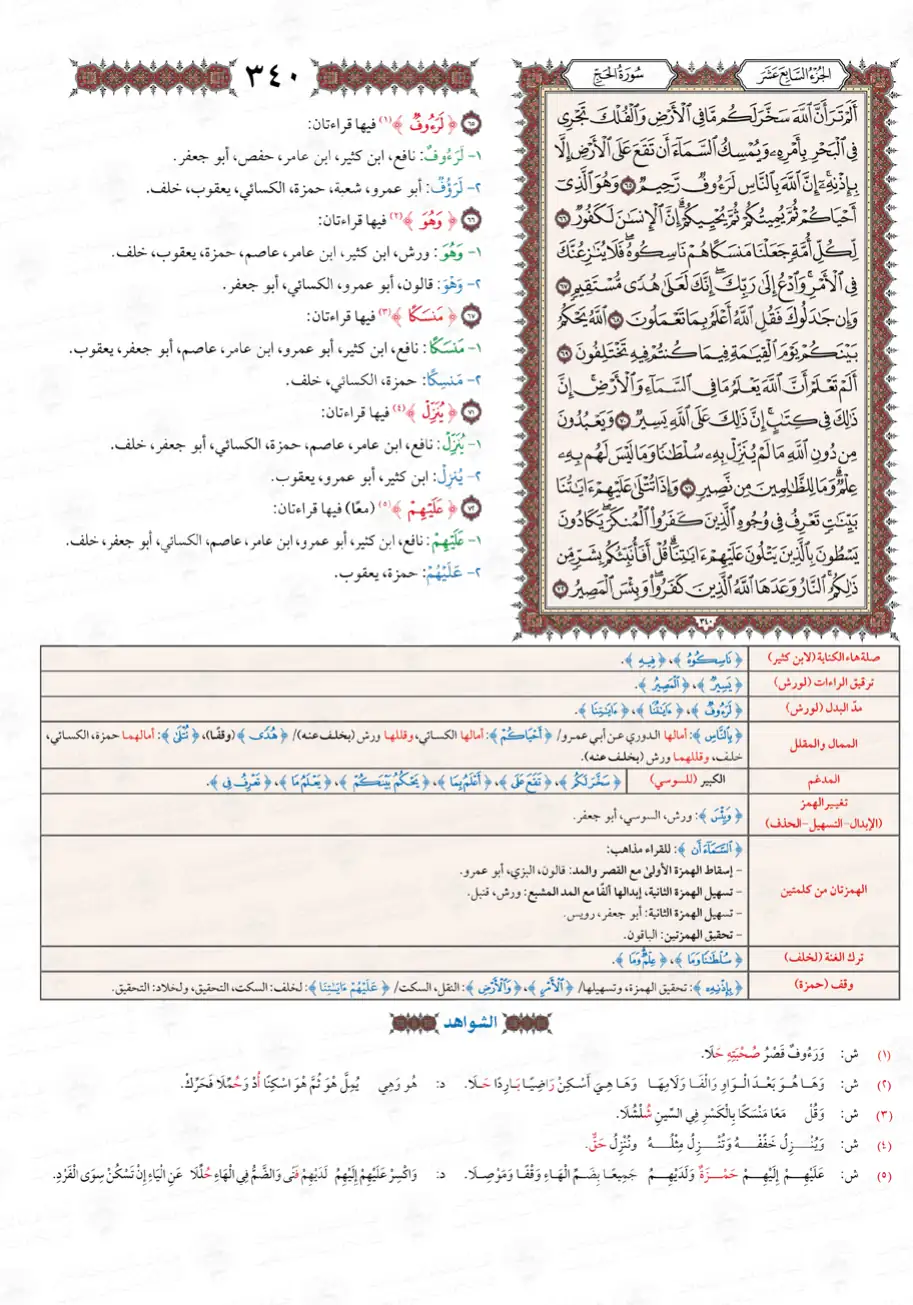 الجزء السابع عشر
سورة الحج
أَلَمْ تَرَ أَنَّ ٱللَّهَ سَخَّرَ لَكُم مَّا فِى ٱلْأَرْضِ وَٱلْفُلْكَ تَجْرِى
فِى ٱلْبَحْرِ بِأَمْرِهِۦ وَيُمْسِكُ ٱلسَّمَآءَ أَن تَقَعَ عَلَى ٱلْأَرْضِ إِلَّا
بِإِذْنِهِۦٓ إِنَّ ٱللَّهَ بِٱلنَّاسِ لَرَءُوفٌ رَّحِيمٌ ٦٥ وَهُوَ ٱلَّذِىٓ
أَحْيَاكُمْ ثُمَّ يُمِيتُكُمْ ثُمَّ يُحْيِيكُمْ إِنَّ ٱلْإِنسَٰنَ لَكَفُورٌ ٦٦
لِكُلِّ أُمَّةٍ جَعَلْنَا مَنسَكًا هُمْ نَاسِكُوهُ فَلَا يُنَٰزِعُنَّكَ
فِى ٱلْأَمْرِ وَٱدْعُ إِلَىٰ رَبِّكَ إِنَّكَ لَعَلَىٰ هُدًى مُّسْتَقِيمٍ ٦٧
وَإِن جَٰدَلُوكَ فَقُلِ ٱللَّهُ أَعْلَمُ بِمَا تَعْمَلُونَ ٦٨ ٱللَّهُ يَحْكُمُ
بَيْنَكُمْ يَوْمَ ٱلْقِيَٰمَةِ فِيمَا كُنتُمْ فِيهِ تَخْتَلِفُونَ ٦٩
أَلَمْ تَعْلَمْ أَنَّ ٱللَّهَ يَعْلَمُ مَا فِى ٱلسَّمَآءِ وَٱلْأَرْضِ إِنَّ
ذَٰلِكَ فِى كِتَٰبٍ إِنَّ ذَٰلِكَ عَلَى ٱللَّهِ يَسِيرٌ ٧٠ وَيَعْبُدُونَ
مِن دُونِ ٱللَّهِ مَا لَمْ يُنَزِّلْ بِهِۦ سُلْطَٰنًا وَمَا لَيْسَ لَهُم بِهِۦ
عِلْمٌ وَمَا لِلظَّٰلِمِينَ مِن نَّصِيرٍ ٧١ وَإِذَا تُتْلَىٰ عَلَيْهِمْ ءَايَٰتُنَا
بَيِّنَٰتٍ تَعْرِفُ فِى وُجُوهِ ٱلَّذِينَ كَفَرُوا۟ ٱلْمُنكَرَ يَكَادُونَ
يَسْطُونَ بِٱلَّذِينَ يَتْلُونَ عَلَيْهِمْ ءَايَٰتِنَا قُلْ أَفَأُنَبِّئُكُم بِشَرٍّ مِّن
ذَٰلِكُمُ ٱلنَّارُ وَعَدَهَا ٱللَّهُ ٱلَّذِينَ كَفَرُوا۟ وَبِئْسَ ٱلْمَصِيرُ ٧٢
٣٤٠
٣٤٠
٦٥ ﴿ لَرَءُوفٌ ﴾(١) فيها قراءتان:
١- لَرَءُوفٌ: نافع، ابن كثير، ابن عامر، حفص، أبو جعفر.
٢- لَرَؤُفٌ: أبو عمرو، شعبة، حمزة، الكسائي، يعقوب، خلف.
٦٦ ﴿ وَهُوَ ﴾(٢) فيها قراءتان:
١- وَهُوَ: ورش، ابن كثير، ابن عامر، عاصم، حمزة، يعقوب، خلف.
٢- وَهْوَ: قالون، أبو عمرو، الكسائي، أبو جعفر.
٦٧ ﴿ مَنسَكًا ﴾(٣) فيها قراءتان:
١- مَنسَكًا: نافع، ابن كثير، أبو عمرو، ابن عامر، عاصم، أبو جعفر، يعقوب.
٢- مَنسِكًا: حمزة، الكسائي، خلف.
٧١ ﴿ يُنَزِّلْ ﴾(٤) فيها قراءتان:
١- يُنَزِّلْ: نافع، ابن عامر، عاصم، حمزة، الكسائي، أبو جعفر، خلف.
٢- يُنزِلْ: ابن كثير، أبو عمرو، يعقوب.
٧٢ ﴿ عَلَيْهِمْ ﴾(٥) (معًا) فيها قراءتان:
١- عَلَيْهِمْ: نافع، ابن كثير، أبو عمرو، ابن عامر، عاصم، الكسائي، أبو جعفر، خلف.
٢- عَلَيْهُمْ: حمزة، يعقوب.
صلة هاء الكناية (لابن كثير) ﴿ نَاسِكُوهُ ﴾، ﴿ فِيهِ ﴾.
ترقيق الراءات (لورش) ﴿ يَسِيرٌ ﴾، ﴿ ٱلْمَصِيرُ ﴾.
مدّ البدل (لورش) ﴿ لَرَءُوفٌ ﴾، ﴿ ءَايَٰتُنَا ﴾، ﴿ ءَايَٰتِنَا ﴾.
الممال والمقلل ﴿ بِٱلنَّاسِ ﴾: أمالها الدوري عن أبي عمرو/ ﴿ أَحْيَاكُمْ ﴾: أمالها الكسائي، وقللها ورش (بخلف عنه)/ ﴿ هُدًى ﴾ (وقفًا)، ﴿ تُتْلَىٰ ﴾: أمالهما حمزة، الكسائي،
خلف، وقللهما ورش (بخلف عنه).
المدغم الكبير (للسوسي) ﴿ سَخَّرَ لَكُم ﴾، ﴿ تَقَعَ عَلَى ﴾، ﴿ أَعْلَمُ بِمَا ﴾، ﴿ يَحْكُمُ بَيْنَكُمْ ﴾، ﴿ يَعْلَمُ مَا ﴾، ﴿ تَعْرِفُ فِى ﴾.
تغيير الهمز
(الإبدال-التسهيل-الحذف) ﴿ وَبِئْسَ ﴾: ورش، السوسي، أبو جعفر.
الهمزتان من كلمتين ﴿ ٱلسَّمَآءَ أَن ﴾: للقراء مذاهب:
- إسقاط الهمزة الأولىٰ مع القصر والمد: قالون، البزي، أبو عمرو.
- تسهيل الهمزة الثانية، إبدالها ألفًا مع المد المشبع: ورش، قنبل.
- تسهيل الهمزة الثانية: أبو جعفر، رويس.
- تحقيق الهمزتين: الباقون.
ترك الغنة (لخلف) ﴿ سُلْطَٰنًا وَمَا ﴾، ﴿ عِلْمٌ وَمَا ﴾.
وقف (حمزة) ﴿ بِإِذْنِهِۦ ﴾: تحقيق الهمزة، وتسهيلها/ ﴿ ٱلْأَمْرِ ﴾، ﴿ وَٱلْأَرْضِ ﴾: النقل، السكت/ ﴿ عَلَيْهُمْ ءَايَٰتِنَا ﴾: لخلف: السكت، التحقيق، ولخلاد: التحقيق.
الشواهد
(١) ش: وَرَءُوفٌ قَصْرُ صُحْبَتِهِ حَلَا.
(٢) ش: وَهَا هُوَ بَعْدَ الْوَاوِ وَالْفَا وَلَامِهَا وَهَا هِيَ أَسْكِنْ رَاضِيًا بَارِدًا حَلَا. د: هُو وَهِي يُمِلَّ هُوَ ثُمَّ هُوَ اسْكِنًا أُدْ وَحُمِّلَا فَحَرِّكْ.
(٣) ش: وَقُلْ مَعًا مَنْسَكًا بِالْكَسْرِ فِي السِّينِ شُلْشُلَا.
(٤) ش: وَيُنْزِلُ خَفِّفْهُ وَتُنْزِلُ مِثْلُهُ وَنُنْزِلُ حَقٌّ.
(٥) ش: عَلَيْهِمْ إِلَيْهِمْ حَمْزَةٌ وَلَدَيْهِمُ جَمِيعًا بِضَمِّ الْهَاءِ وَقْفًا وَمَوْصِلَا. د: وَاكْسِرْ عَلَيْهِمْ إِلَيْهِمُ لَدَيْهِمْ فَتًى وَالضَّمُّ فِي الْهَاءِ حُلِّلَا عَنِ الْيَاءِ إِنْ تَسْكُنْ سِوَى الْفَرْدِ.